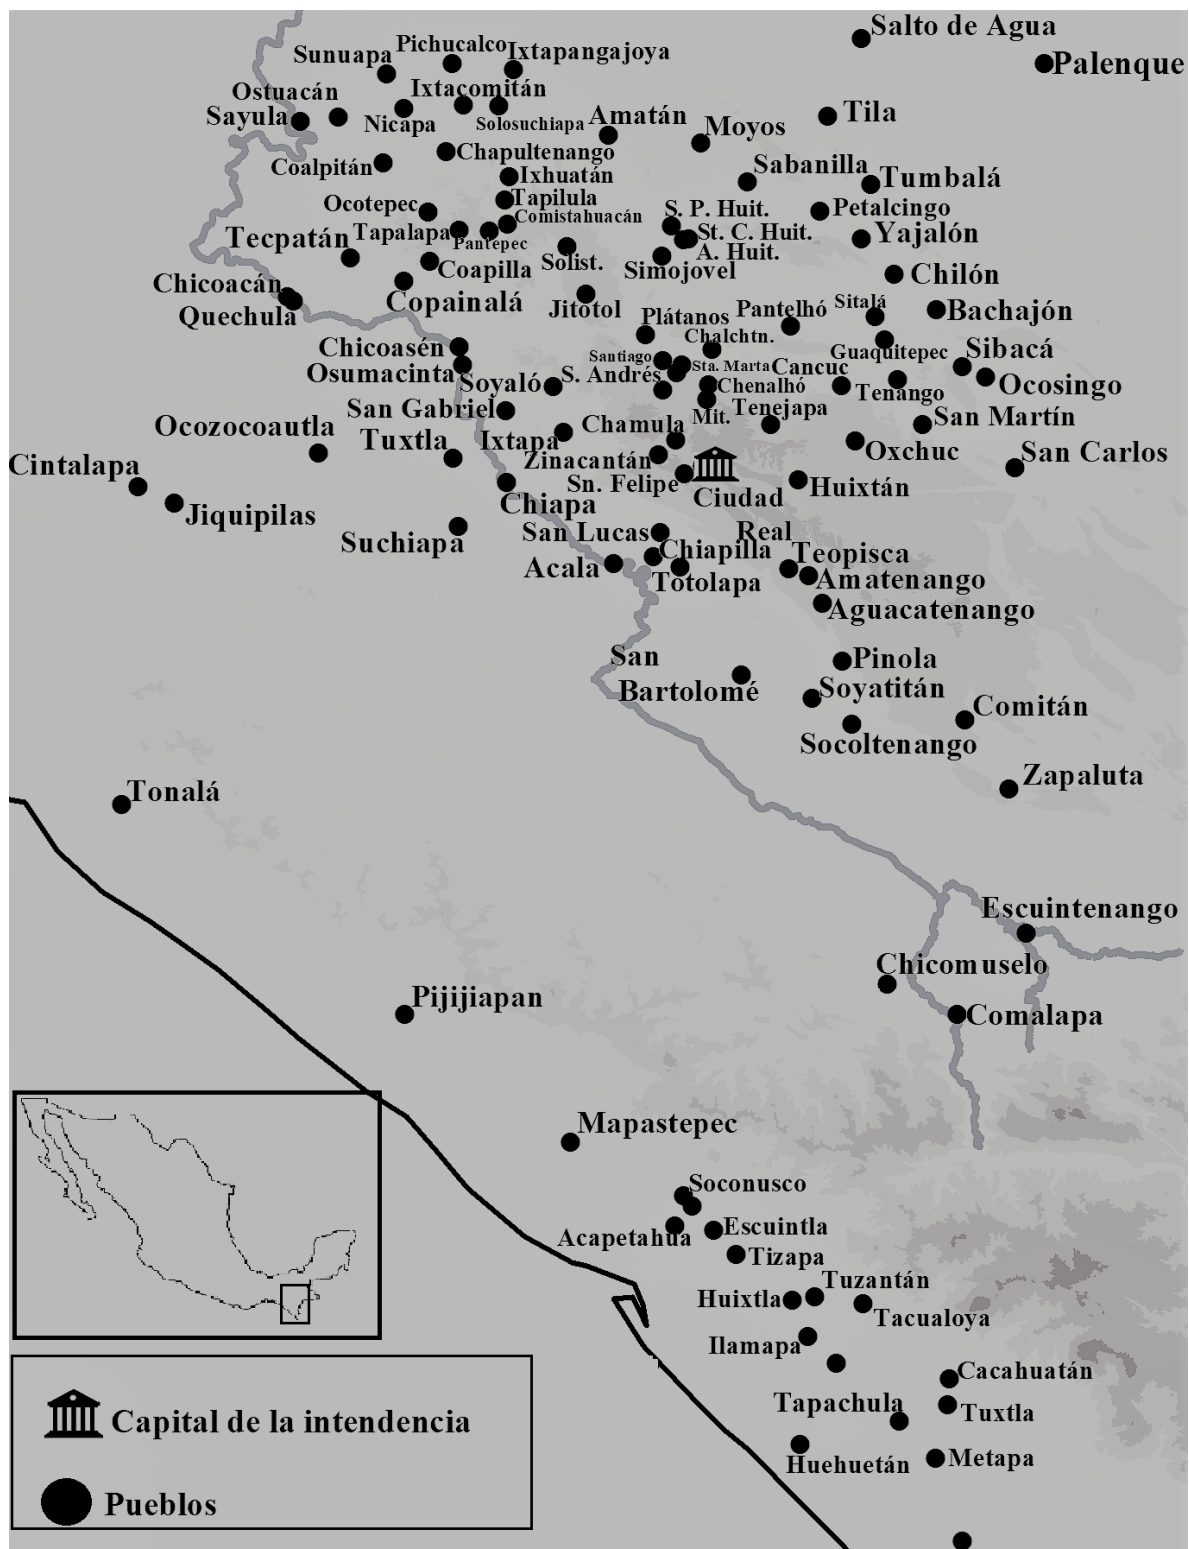 Salto de Agua
Palenque
Pichucalco
Ixtapangajoya
Sunuapa
Ostuacán
Ixtacomitán
Sayula
Nicapa
Solosuchiapa
Amatán
Moyos
Tila
Coalpitán
Chapultenango
Ixhuatán
Sabanilla
Tumbalá
Ocotepec
Tapilula
Comistahuacán
S. P. Huit.
Petalcingo
Tecpatán
Tapalapa
Pantepec
St. C. Huit.
Yajalón
Solist.
A. Huit.
Coapilla
Simojovel
Chilón
Chicoacán
Copainalá
Jitotol
Quechula
Plátanos
Pantelhó
Sitalá
Bachajón
Chicoasén
Chalchtn.
Guaquitepec
Sibacá
Osumacinta
Soyaló
Santiago
S. Andrés
Sta. Marta
Cancuc
Chenalhó
Tenango
Ocosingo
San Gabriel
Mit.
Tenejapa
San Martín
Ocozocoautla
Tuxtla
Ixtapa
Chamula
Oxchuc
San Carlos
Cintalapa
Zinacantán
Sn. Felipe
Huixtán
Jiquipilas
Chiapa
Ciudad
Real
Suchiapa
San Lucas
Chiapilla
Teopisca
Acala
Totolapa
Amatenango
Aguacatenango
San
Bartolomé
Pinola
Soyatitán
Comitán
Socoltenango
Zapaluta
Tonalá
Escuintenango
Chicomuselo
Pijijiapan
Comalapa
Mapastepec
Soconusco
Acapetahua
Escuintla
Tizapa
Tuzantán
Huixtla
Tacualoya
Ilamapa
Cacahuatán
Tapachula
Tuxtla
Huehuetán
Metapa
Capital de la intendencia
Pueblos